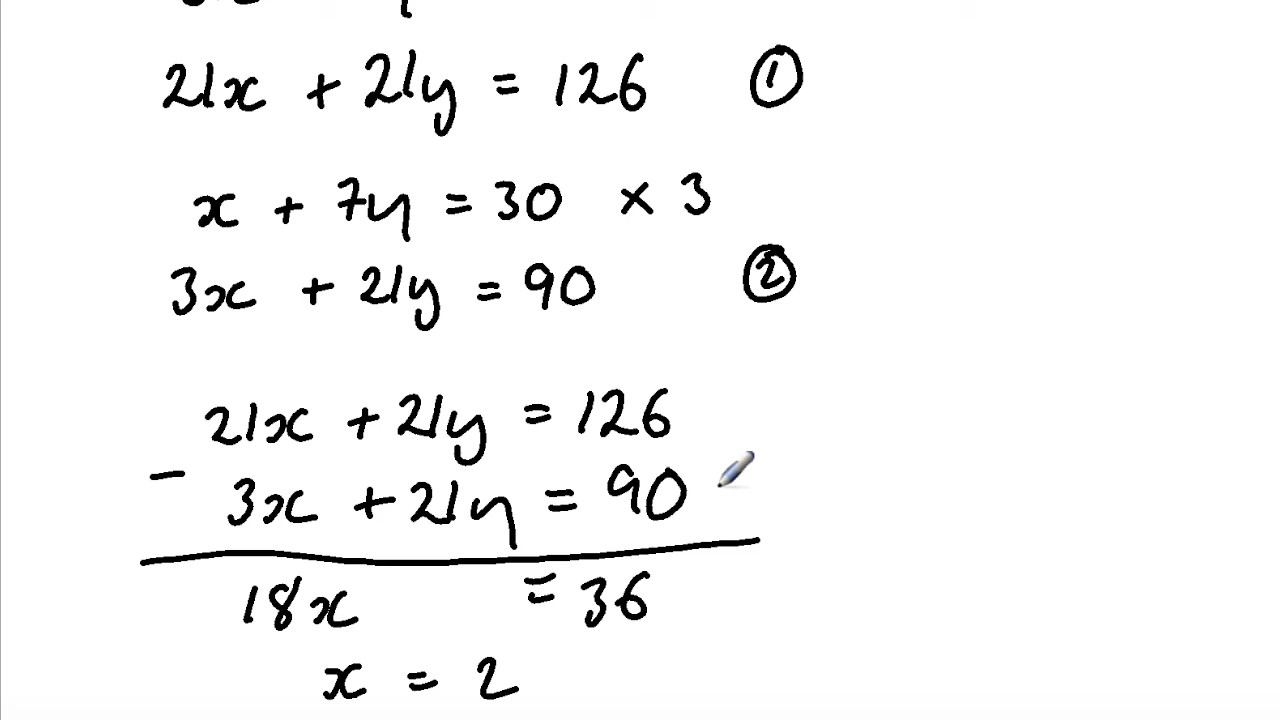 21x + 21y = 126 ①
x + 7y = 30 × 3
3x + 21y = 90 ②
21x + 21y = 126
− 3x + 21y = 90
18x = 36
x = 2